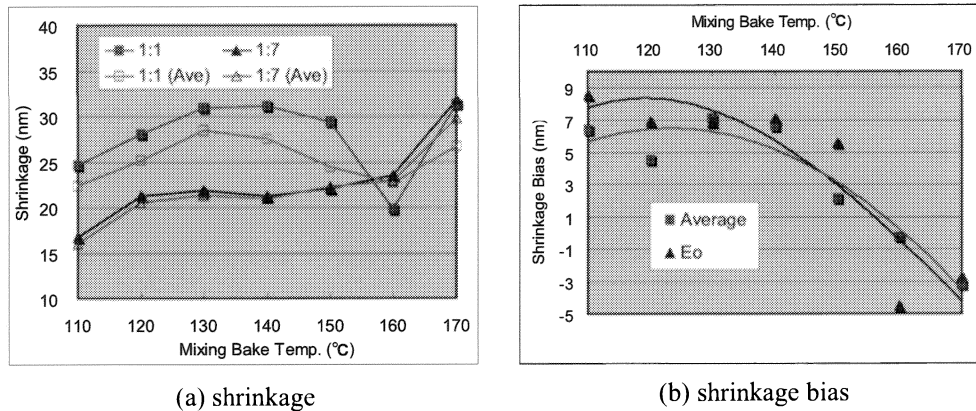 40
35
30
25
20
15
10
Shrinkage (nm)
1:1
1:7
1:1 (Ave)
1:7 (Ave)
110 120 130 140 150 160 170
Mixing Bake Temp. (℃)
(a) shrinkage
Mixing Bake Temp. (℃)
110 120 130 140 150 160 170
9
7
5
3
1
-1
-3
-5
Shrinkage Bias (nm)
Average
Eo
(b) shrinkage bias